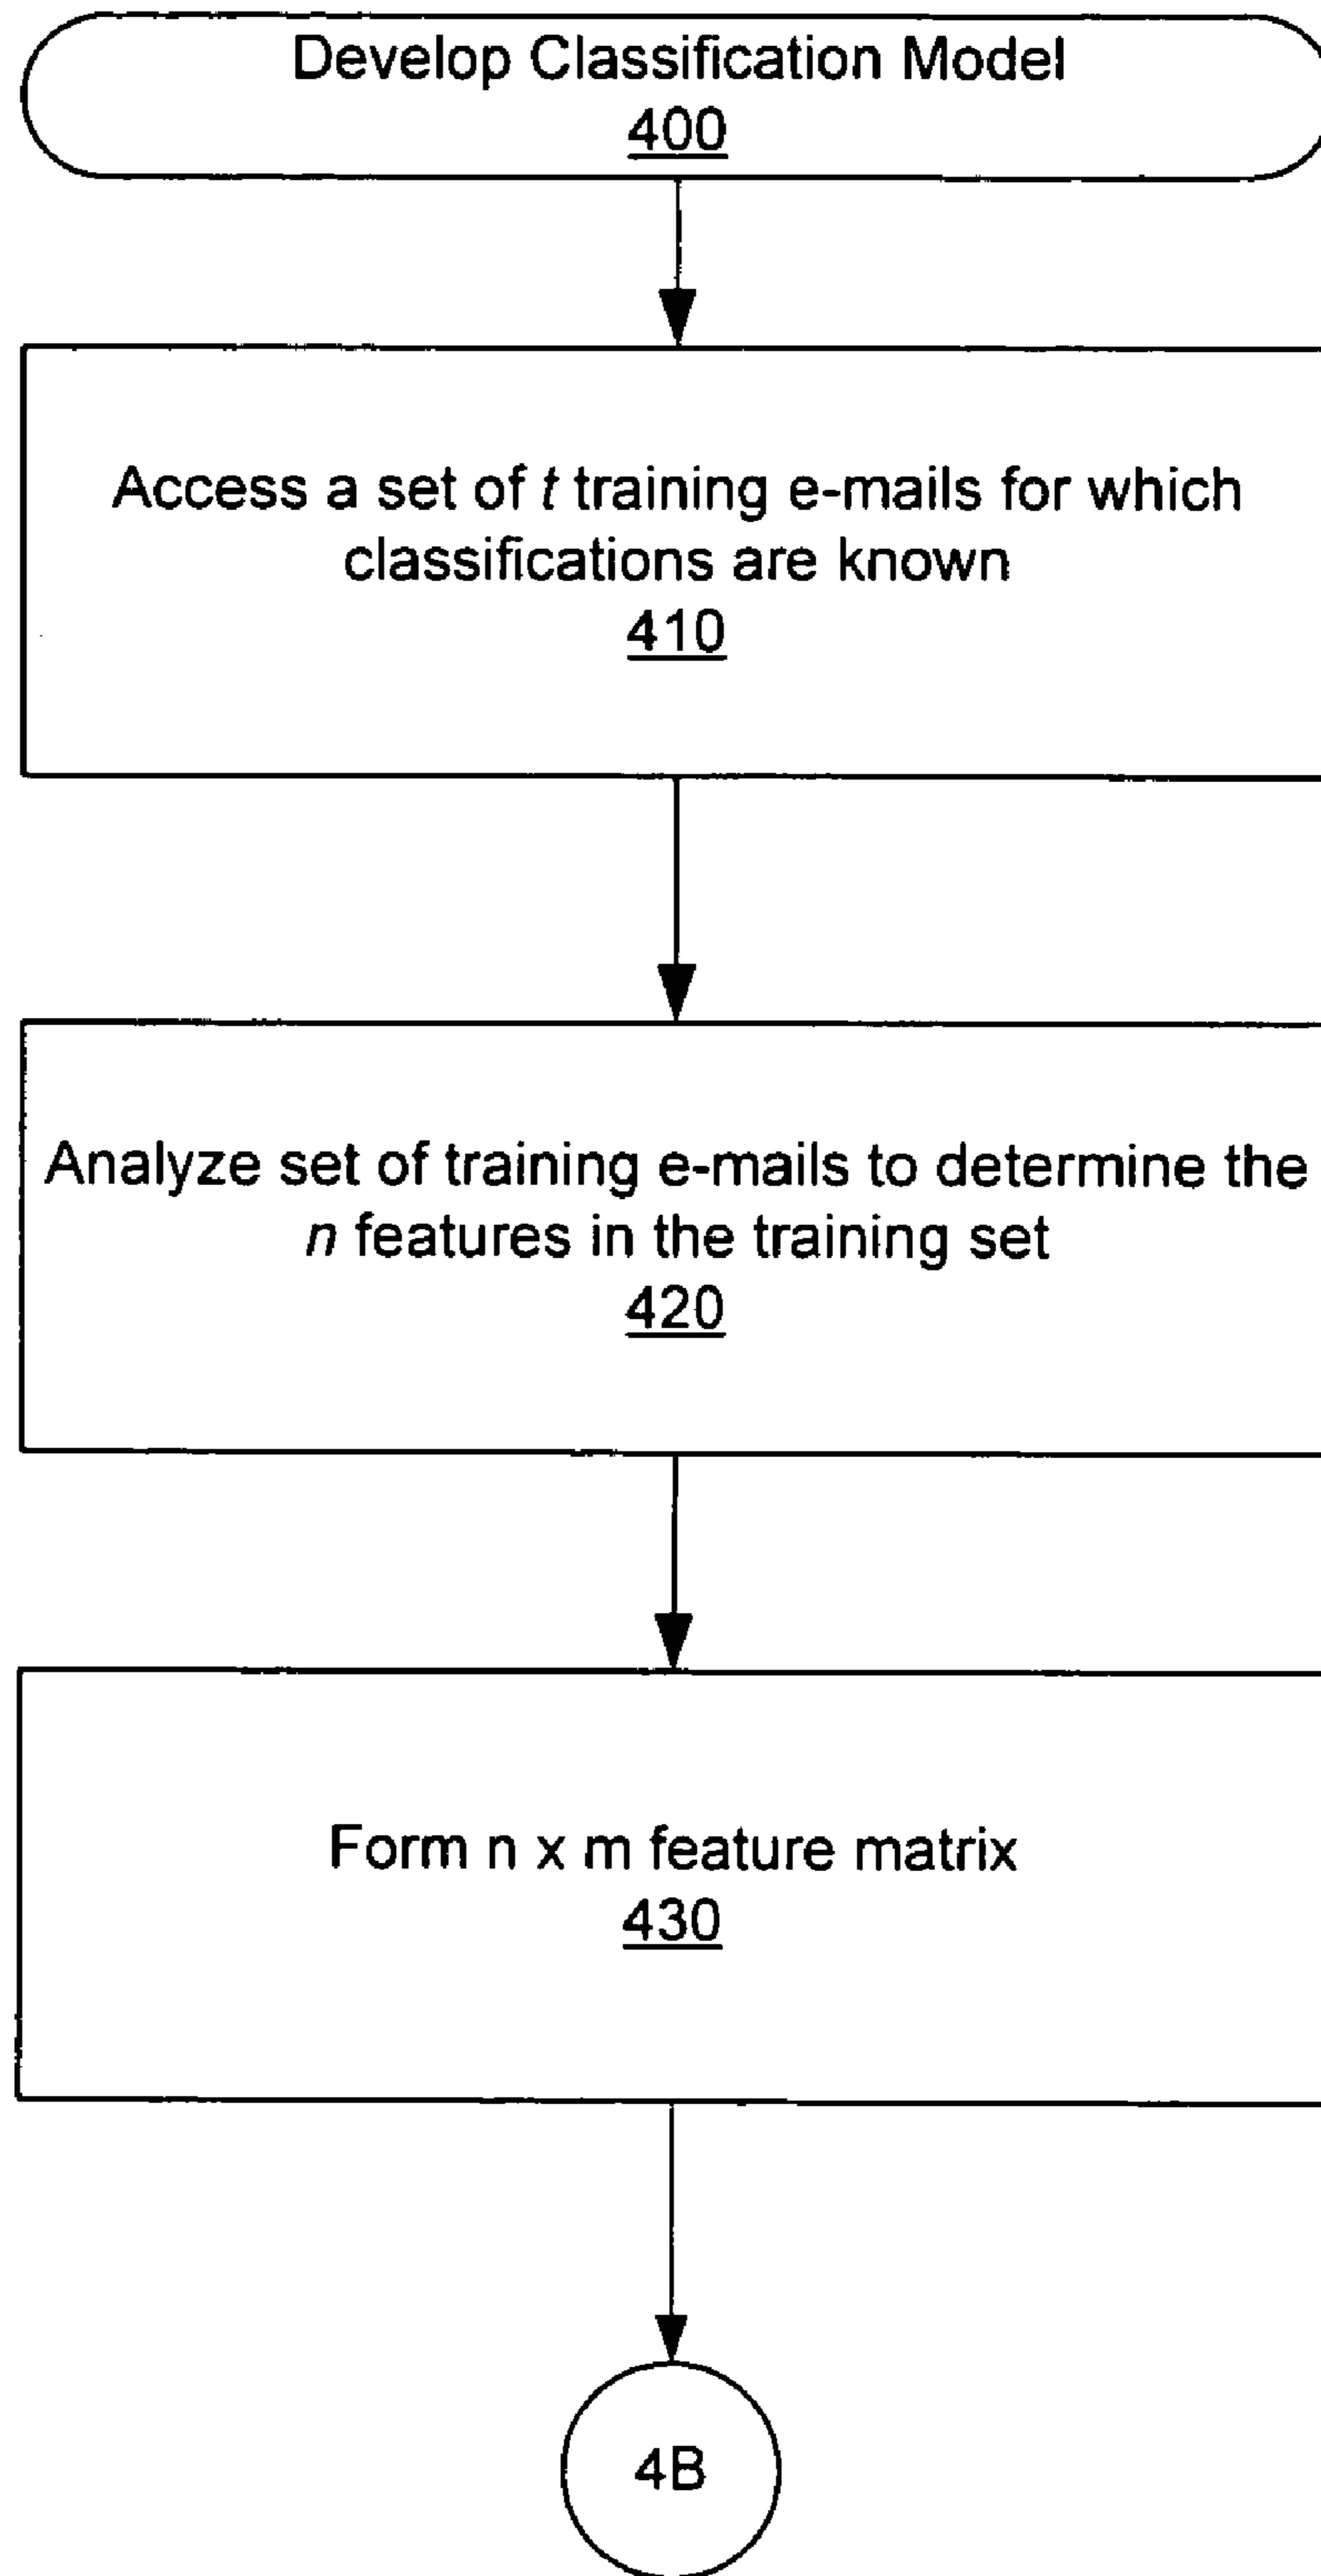 Develop Classification Model
400
Access a set of t training e-mails for which
classifications are known
410
Analyze set of training e-mails to determine the
n features in the training set
420
Form n x m feature matrix
430
4B